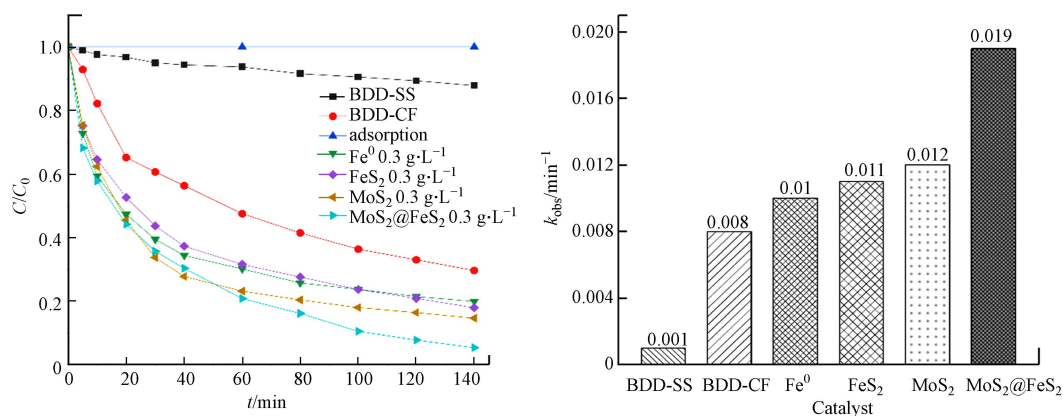 C/C₀
1.0
0.8
0.6
0.4
0.2
0
0 20 40 60 80 100 120 140
t/min
BDD-SS
BDD-CF
adsorption
Fe⁰ 0.3 g·L⁻¹
FeS₂ 0.3 g·L⁻¹
MoS₂ 0.3 g·L⁻¹
MoS₂@FeS₂ 0.3 g·L⁻¹
k_obs/min⁻¹
0.020
0.016
0.012
0.008
0.004
0
0.001
0.008
0.01
0.011
0.012
0.019
BDD-SS BDD-CF Fe⁰ FeS₂ MoS₂ MoS₂@FeS₂
Catalyst